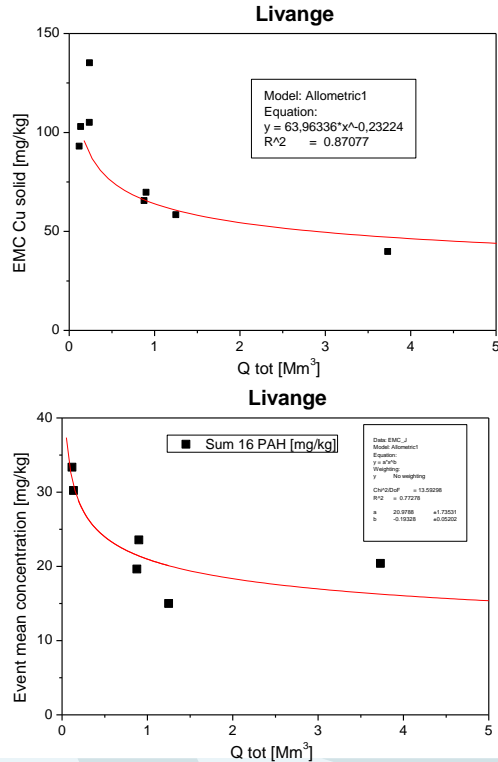 Livange
150
100
50
0
EMC Cu solid [mg/kg]
Model: Allometric1
Equation:
y = 63,96336*x^-0,23224
R^2 = 0.87077
0 1 2 3 4 5
Q tot [Mm³]
Livange
40
30
20
10
0
Event mean concentration [mg/kg]
Sum 16 PAH [mg/kg]
Data: EMC_J
Model: Allometric1
Equation:
y = a*x^b
Weighting:
y No weighting
Chi^2/DoF = 13.59298
R^2 = 0.77278
a 20.9788 ±1.73531
b -0.19328 ±0.05202
0 1 2 3 4 5
Q tot [Mm³]